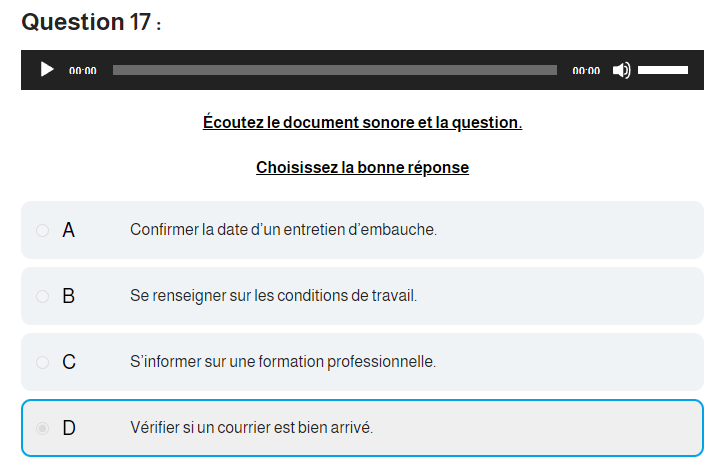 Question 17 :
00:00 00:00
Écoutez le document sonore et la question.
Choisissez la bonne réponse
A Confirmer la date d’un entretien d’embauche.
B Se renseigner sur les conditions de travail.
C S’informer sur une formation professionnelle.
D Vérifier si un courrier est bien arrivé.